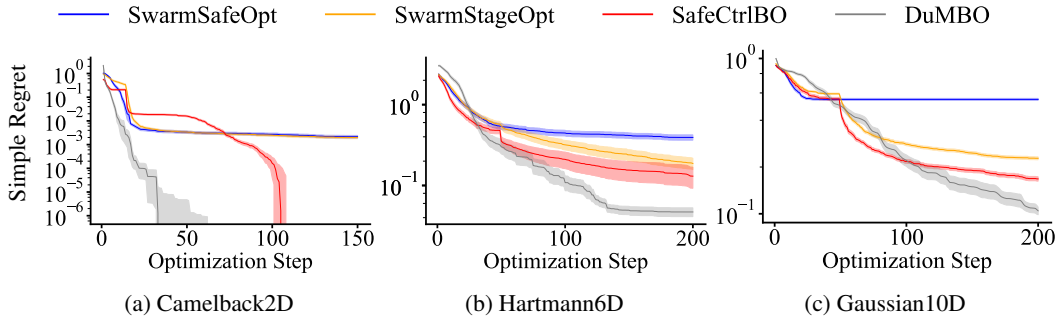 SwarmSafeOpt SwarmStageOpt SafeCtrlBO DuMBO
Simple Regret
10^0
10^-1
10^-2
10^-3
10^-4
10^-5
10^-6
0 50 100 150
Optimization Step
(a) Camelback2D
10^0
10^-1
0 100 200
Optimization Step
(b) Hartmann6D
10^0
10^-1
0 100 200
Optimization Step
(c) Gaussian10D